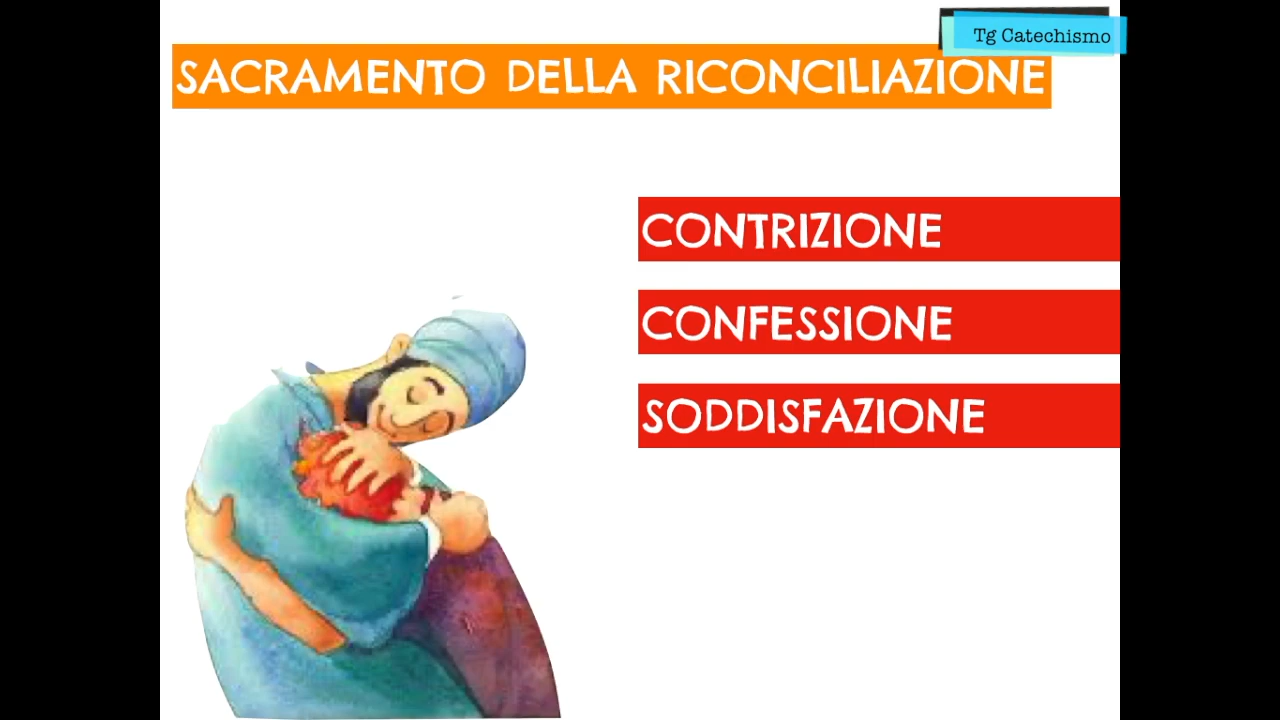 Tg Catechismo
SACRAMENTO DELLA RICONCILIAZIONE
CONTRIZIONE
CONFESSIONE
SODDISFAZIONE